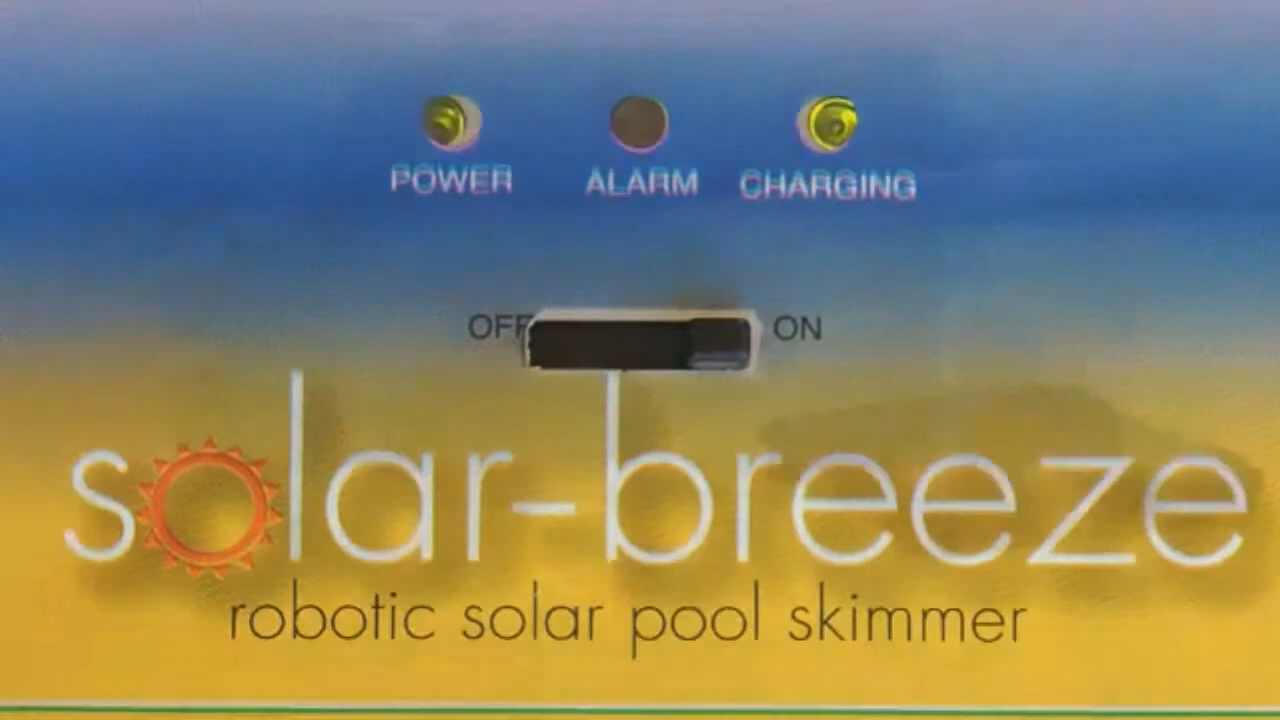 POWER ALARM CHARGING
OFF ON
solar-breeze
robotic solar pool skimmer